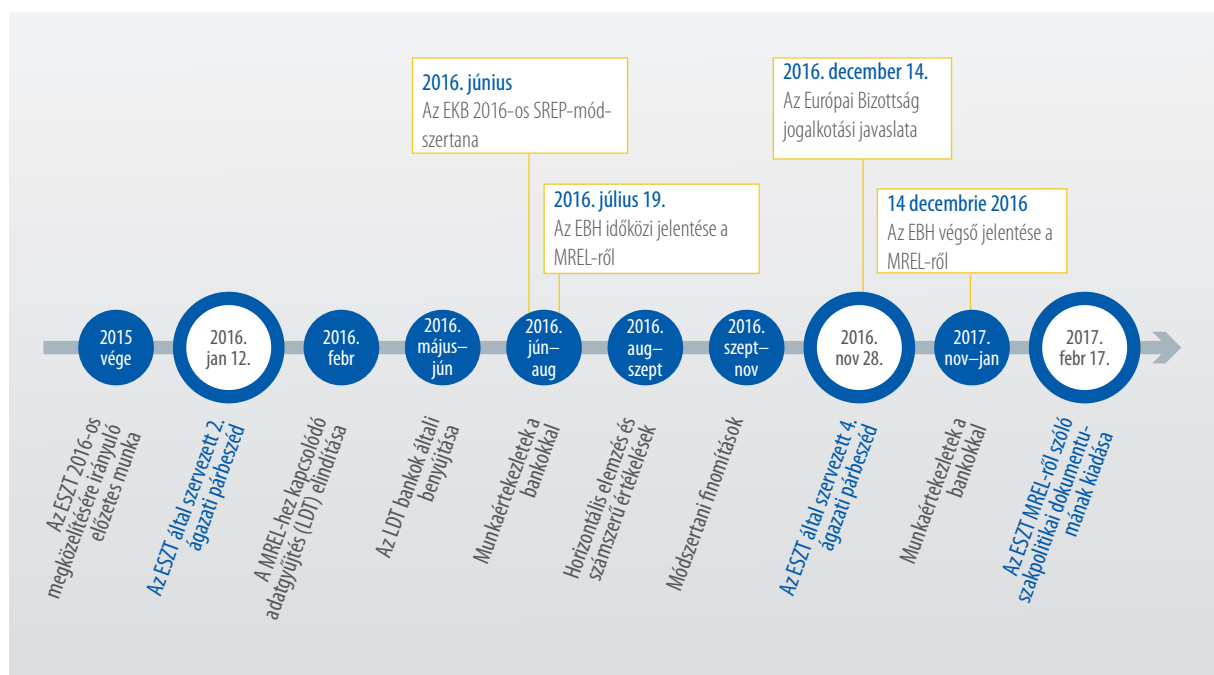 2016. június
Az EKB 2016-os SREP-mód-
szertana
2016. december 14.
Az Európai Bizottság
jogalkotási javaslata
2016. július 19.
Az EBH időközi jelentése a
MREL-ről
14 decembrie 2016
Az EBH végső jelentése a
MREL-ről
2015
vége
2016.
jan 12.
2016.
febr
2016.
május–
jún
2016.
jún–
aug
2016.
aug–
szept
2016.
szept–
nov
2016.
nov 28.
2017.
nov–jan
2017.
febr 17.
Az ESZT 2016-os
megközelítésére irányuló
előzetes munka
Az ESZT által szervezett 2.
ágazati párbeszéd
A MREL-hez kapcsolódó
adatgyűjtés (LDT) elindítása
Az LDT bankok általi
benyújtása
Munkaértekezletek a
bankokkal
Horizontális elemzés és
számszerű értékelések
Módszertani finomítások
Az ESZT által szervezett 4.
ágazati párbeszéd
Munkaértekezletek a
bankokkal
Az ESZT MREL-ről szóló
szakpolitikai dokumentu-
mának kiadása